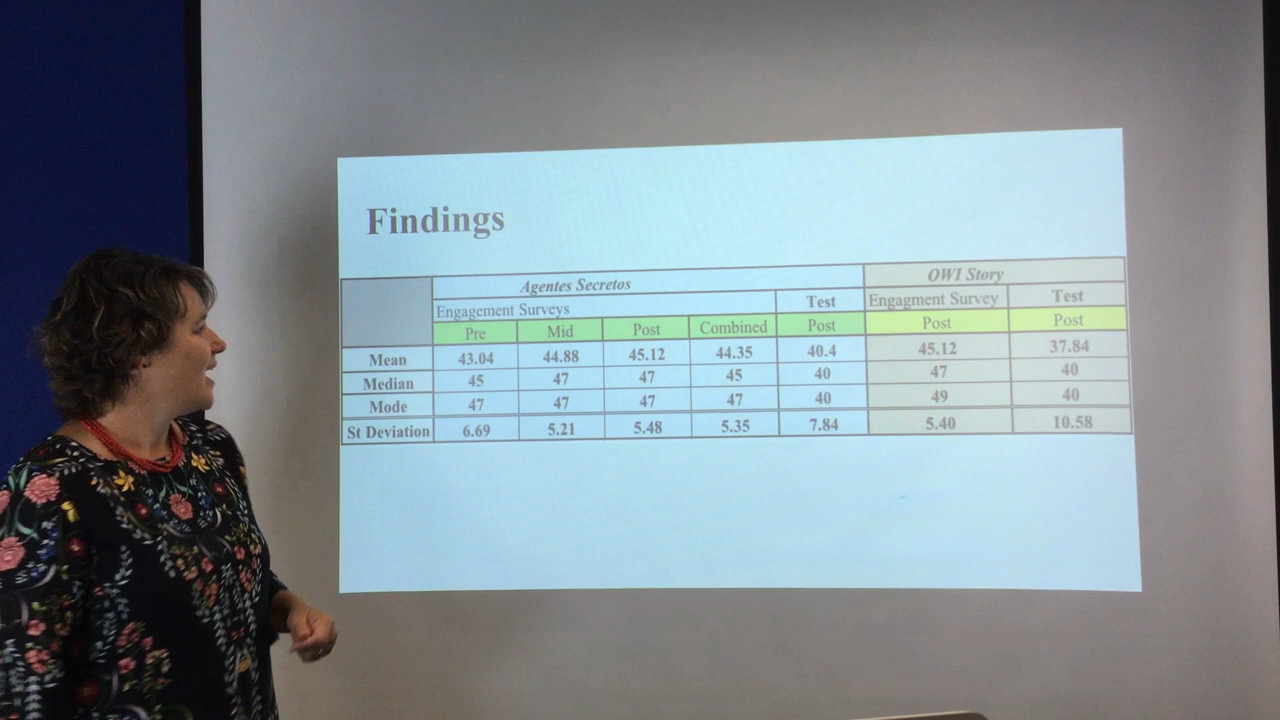 Findings
Agentes Secretos OWI Story
Engagement Surveys Test Engagment Survey Test
Pre Mid Post Combined Post Post Post
Mean 43.04 44.88 45.12 44.35 40.4 45.12 37.84
Median 45 47 47 45 40 47 40
Mode 47 47 47 47 40 49 40
St Deviation 6.69 5.21 5.48 5.35 7.84 5.40 10.58